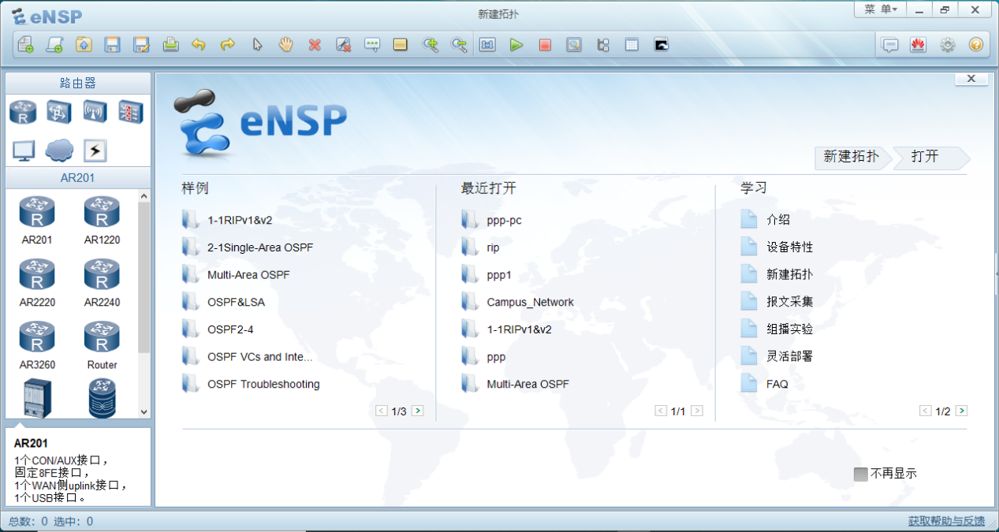 eNSP
新建拓扑
菜 单
路由器
AR201
AR201
AR1220
AR2220
AR2240
AR3260
Router
AR201
1个CON/AUX接口，
固定8FE接口，
1个WAN侧uplink接口，
1个USB接口。
eNSP
新建拓扑
打开
样例
1-1RIPv1&v2
2-1Single-Area OSPF
Multi-Area OSPF
OSPF&LSA
OSPF2-4
OSPF VCs and Inte...
OSPF Troubleshooting
< 1/3 >
最近打开
ppp-pc
rip
ppp1
Campus_Network
1-1RIPv1&v2
ppp
Multi-Area OSPF
< 1/1 >
学习
介绍
设备特性
新建拓扑
报文采集
组播实验
灵活部署
FAQ
< 1/2 >
不再显示
总数: 0 选中: 0
获取帮助与反馈